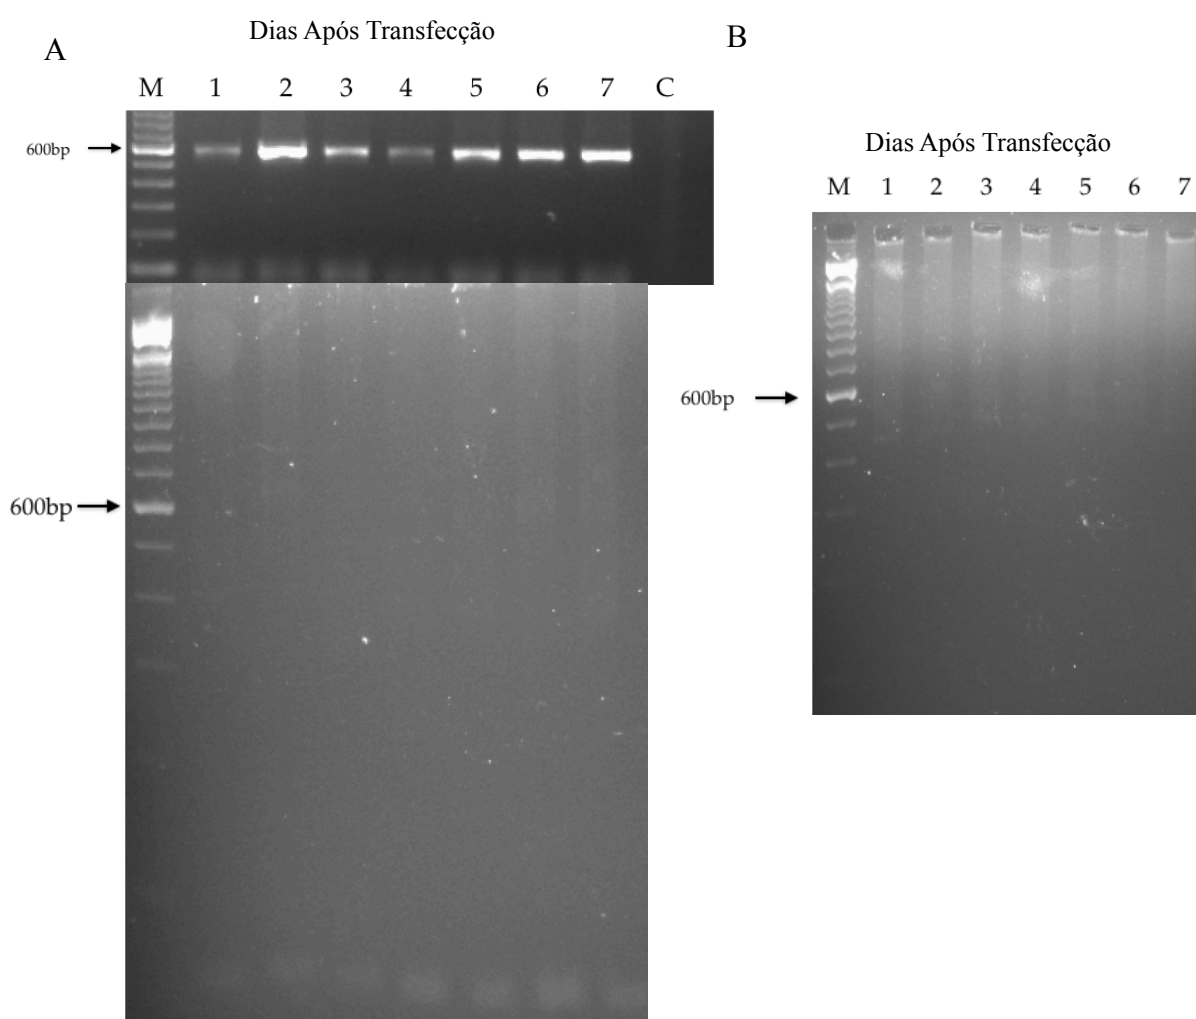 A
Dias Após Transfecção
M 1 2 3 4 5 6 7 C
600bp
600bp
B
Dias Após Transfecção
M 1 2 3 4 5 6 7
600bp